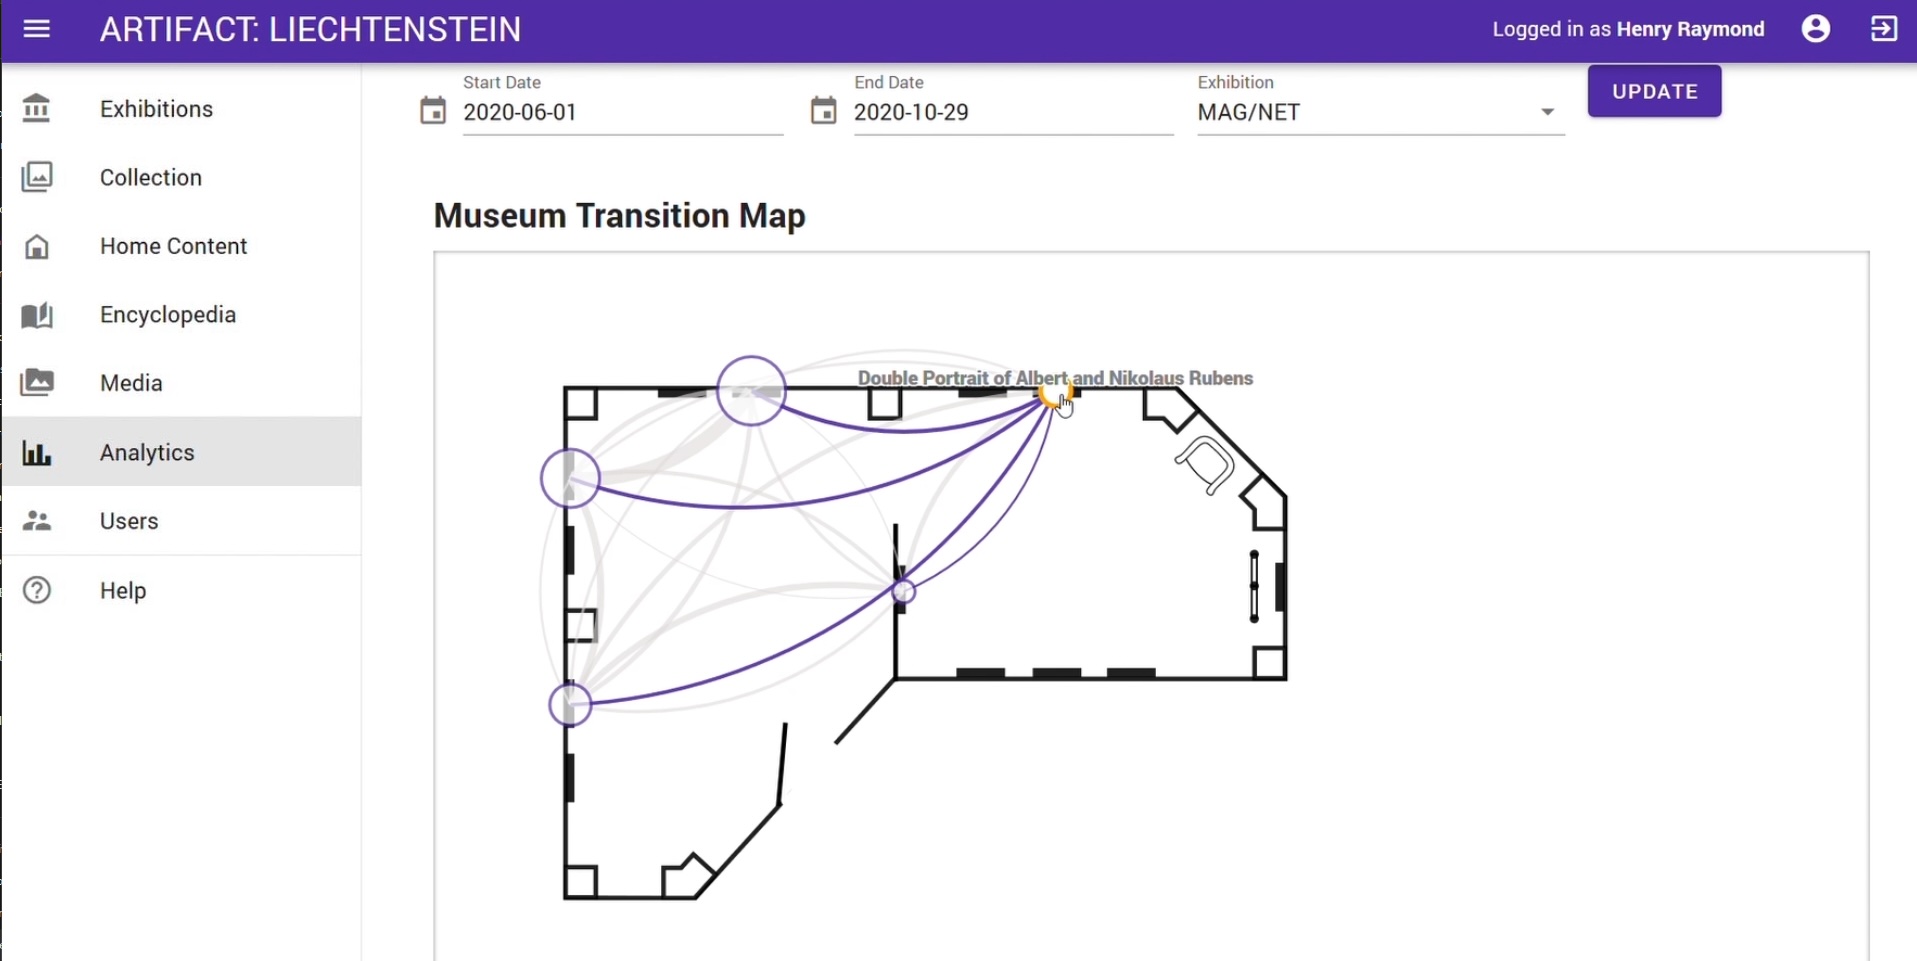 ARTIFACT: LIECHTENSTEIN
Logged in as Henry Raymond
Exhibitions
Collection
Home Content
Encyclopedia
Media
Analytics
Users
Help
Start Date
2020-06-01
End Date
2020-10-29
Exhibition
MAG/NET
UPDATE
Museum Transition Map
Double Portrait of Albert and Nikolaus Rubens